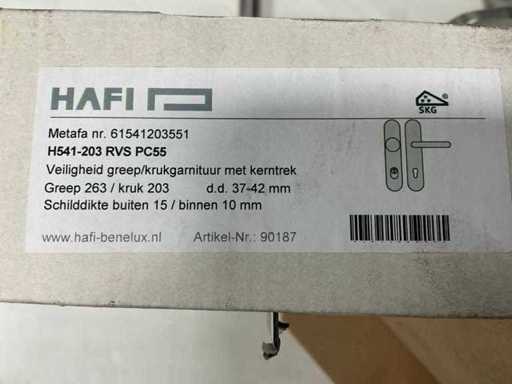 HAFI
SKG
®
Metafa nr. 61541203551
H541-203 RVS PC55
Veiligheid greep/krukgarnituur met kerntrek
Greep 263 / kruk 203 d.d. 37-42 mm
Schilddikte buiten 15 / binnen 10 mm
www.hafi-benelux.nl Artikel-Nr.: 90187